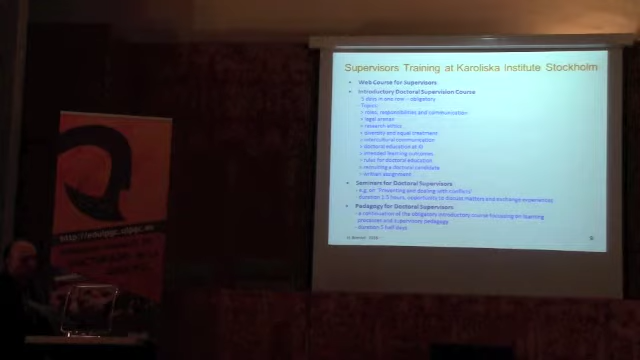 Supervisors Training at Karoliska Institute Stockholm
• Web Course for Supervisors
• Introductory Doctoral Supervision Course
- 5 days in one row – obligatory
- Topics:
• roles, responsibilities and communication
• legal arenas
• research ethics
• diversity and equal treatment
• intercultural communication
• doctoral education at KI
• intended learning outcomes
• rules for doctoral education
• recruiting a doctoral candidate
• written assignment
• Seminars for Doctoral Supervisors
- e.g. on 'Preventing and dealing with conflicts'
duration 2-5 hours, opportunity to discuss matters and exchange experiences
• Pedagogy for Doctoral Supervisors
- a continuation of the obligatory introductory course focussing on learning
processes and supervisory pedagogy
- duration 5 half days